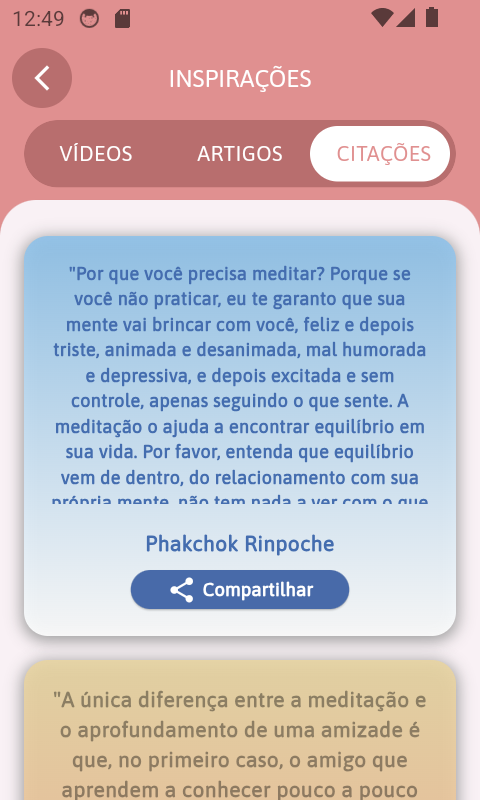 12:49
INSPIRAÇÕES
VÍDEOS ARTIGOS CITAÇÕES
"Por que você precisa meditar? Porque se
você não praticar, eu te garanto que sua
mente vai brincar com você, feliz e depois
triste, animada e desanimada, mal humorada
e depressiva, e depois excitada e sem
controle, apenas seguindo o que sente. A
meditação o ajuda a encontrar equilíbrio em
sua vida. Por favor, entenda que equilíbrio
vem de dentro, do relacionamento com sua
própria mente, não tem nada a ver com o que
Phakchok Rinpoche
Compartilhar
"A única diferença entre a meditação e
o aprofundamento de uma amizade é
que, no primeiro caso, o amigo que
aprendem a conhecer pouco a pouco